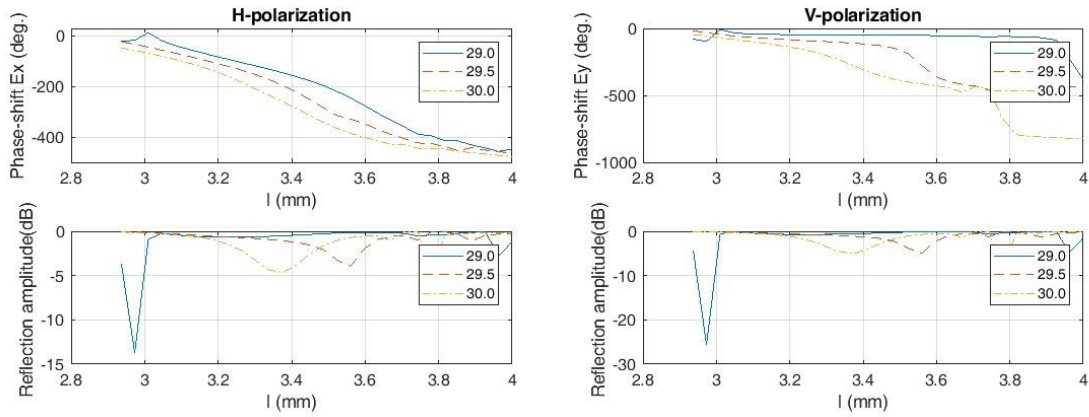 H-polarization
Phase-shift Ex (deg.)
0
-200
-400
2.8 3 3.2 3.4 3.6 3.8 4
l (mm)
29.0
29.5
30.0
V-polarization
Phase-shift Ey (deg.)
0
-500
-1000
2.8 3 3.2 3.4 3.6 3.8 4
l (mm)
29.0
29.5
30.0
Reflection amplitude(dB)
0
-5
-10
-15
2.8 3 3.2 3.4 3.6 3.8 4
l (mm)
29.0
29.5
30.0
Reflection amplitude(dB)
0
-10
-20
-30
2.8 3 3.2 3.4 3.6 3.8 4
l (mm)
29.0
29.5
30.0